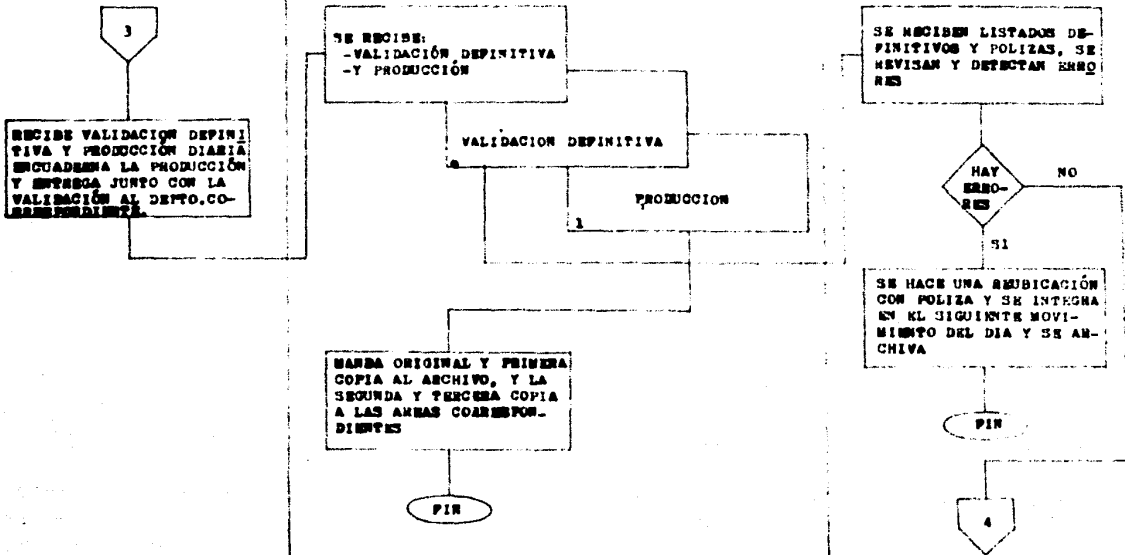 3
RECIBE VALIDACION DEFINI
TIVA Y PRODUCCIÓN DIARIA
ENCUADERNA LA PRODUCCIÓN
Y ENTREGA JUNTO CON LA
VALIDACIÓN AL DEPTO.CO-
RRESPONDIENTE.
SE RECIBE:
-VALIDACIÓN DEFINITIVA
-Y PRODUCCIÓN
VALIDACION DEFINITIVA
0
PRODUCCION
1
MANDA ORIGINAL Y PRIMERA
COPIA AL ARCHIVO, Y LA
SEGUNDA Y TERCERA COPIA
A LAS AREAS CORRESPON-
DIENTES
FIN
SE RECIBEN LISTADOS DE-
FINITIVOS Y POLIZAS, SE
REVISAN Y DETECTAN ERRO
RES
HAY
ERRO-
RES
NO
SI
SE HACE UNA REUBICACIÓN
CON POLIZA Y SE INTEGRA
EN EL SIGUIENTE MOVI-
MIENTO DEL DIA Y SE AR-
CHIVA
FIN
4